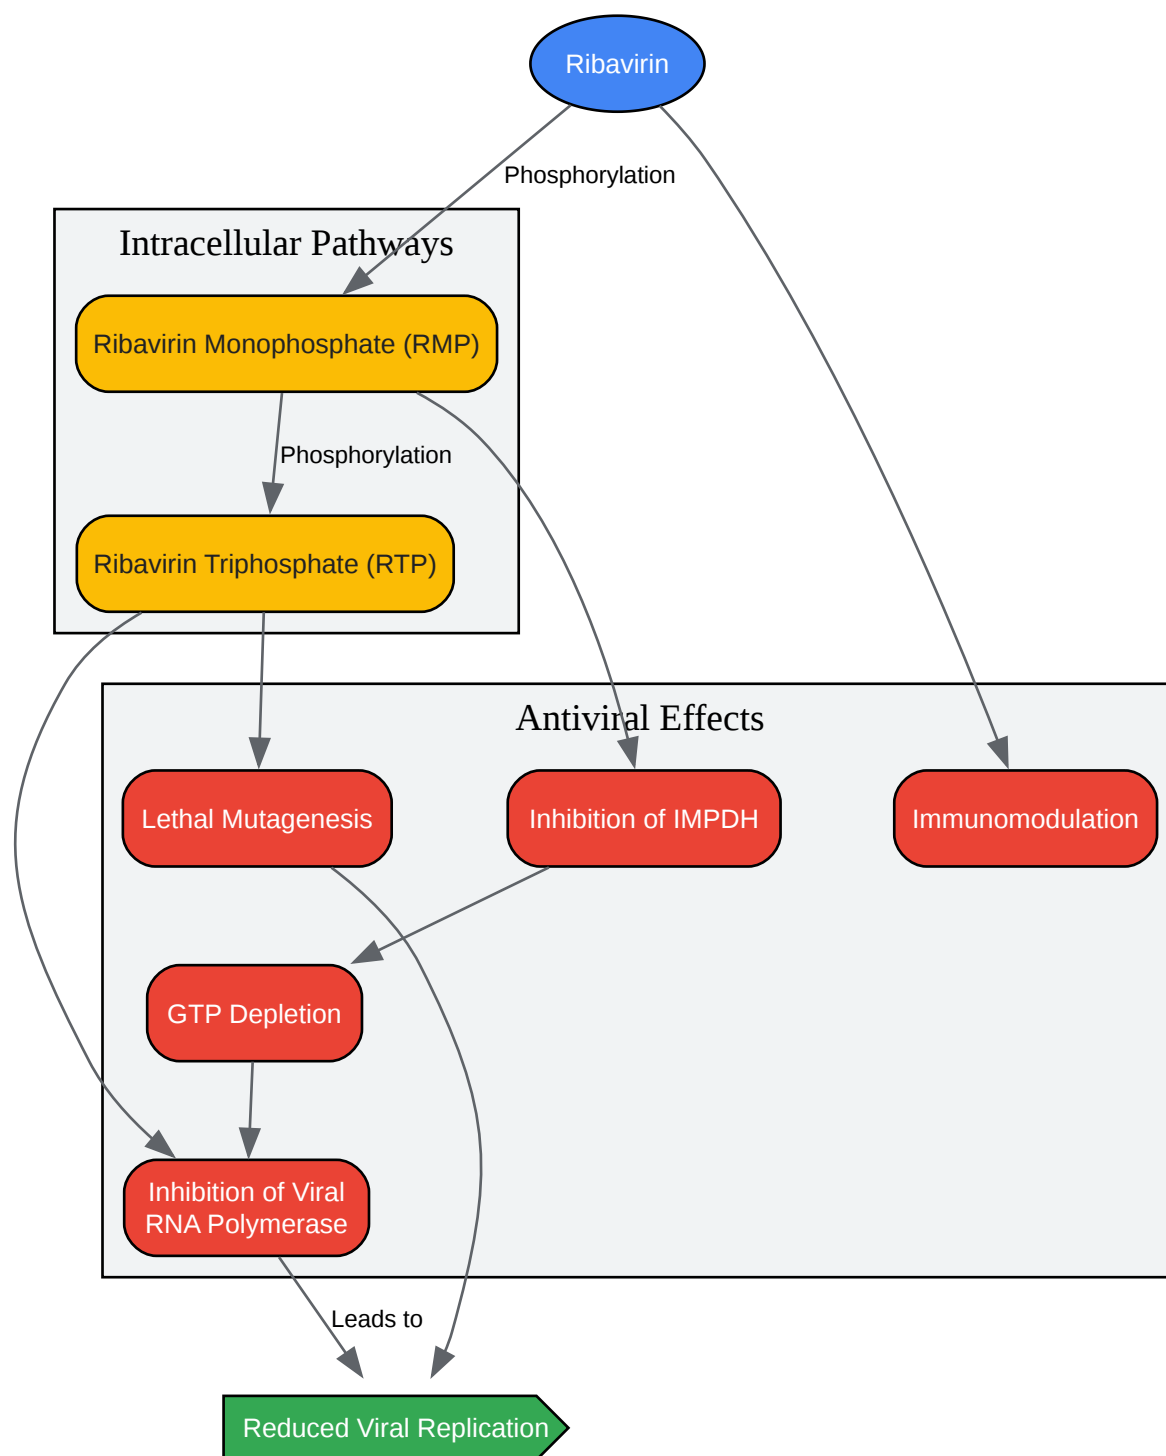 Ribavirin
Phosphorylation
Intracellular Pathways
Ribavirin Monophosphate (RMP)
Phosphorylation
Ribavirin Triphosphate (RTP)
Antiviral Effects
Lethal Mutagenesis
Inhibition of IMPDH
Immunomodulation
GTP Depletion
Inhibition of Viral
RNA Polymerase
Leads to
Reduced Viral Replication